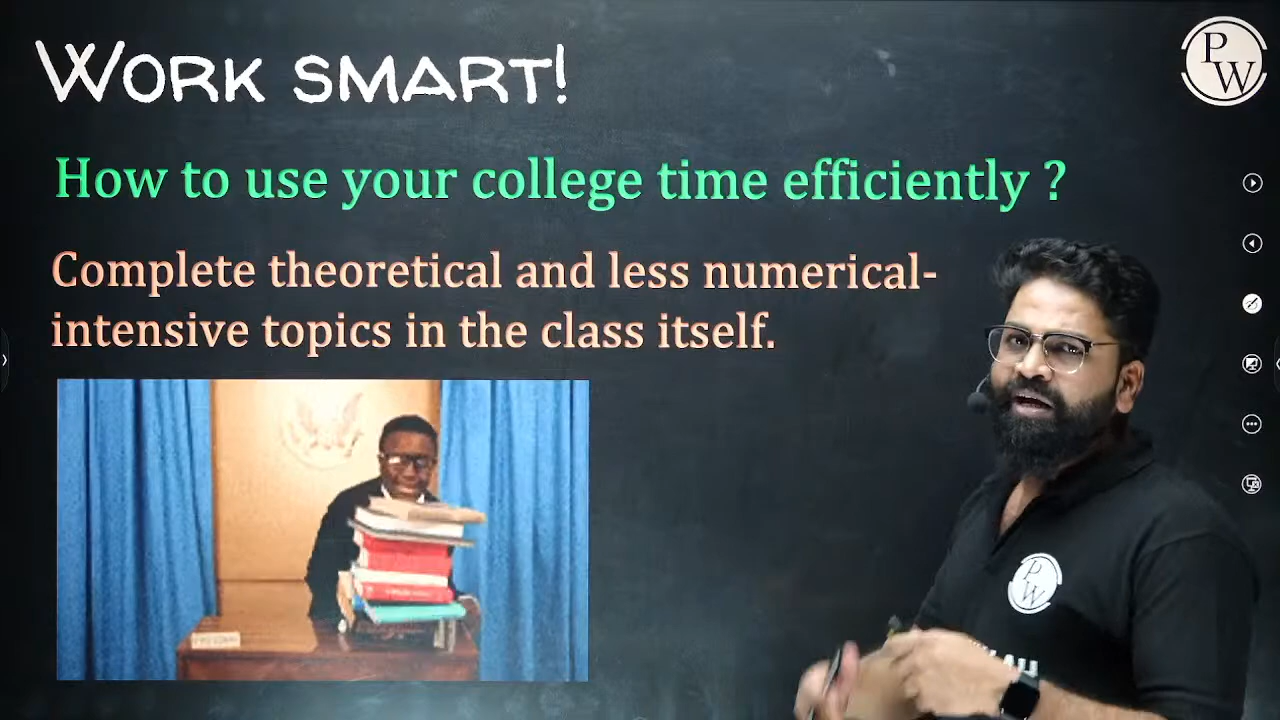 WORK SMART!
P
W
How to use your college time efficiently ?
Complete theoretical and less numerical-
intensive topics in the class itself.
P
W